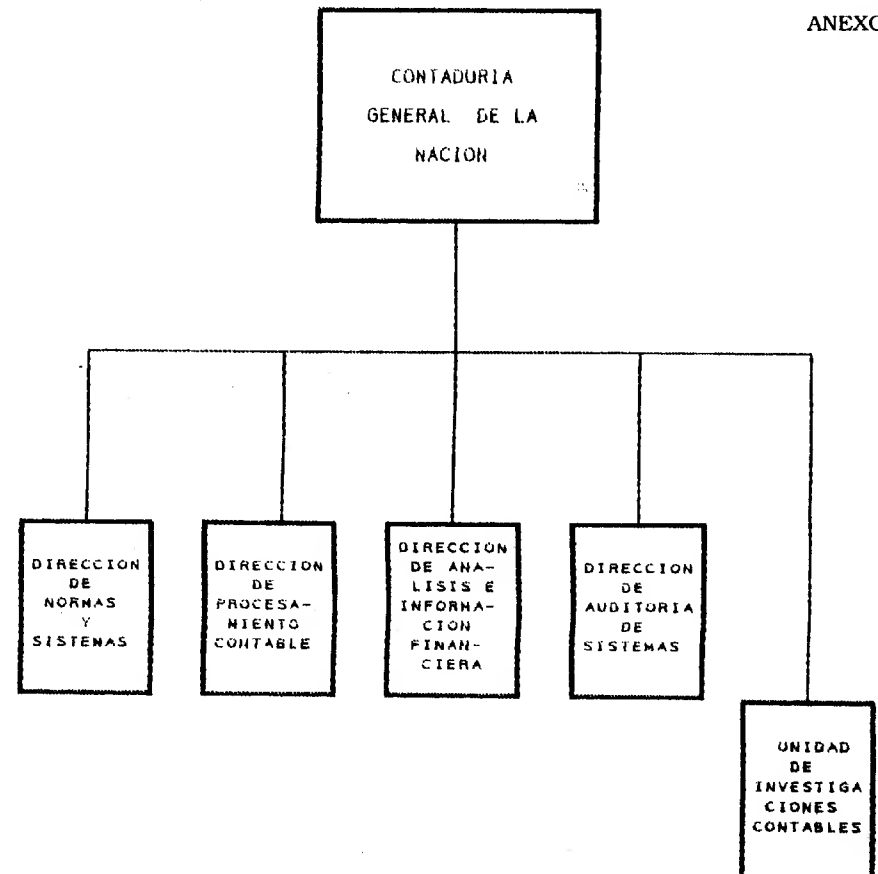 ANEXO
CONTADURIA
GENERAL DE LA
NACION
DIRECCION
DE
NORMAS
Y
SISTEMAS
DIRECCION
DE
PROCESA-
MIENTO
CONTABLE
DIRECCION
DE ANA-
LISIS E
INFORMA-
CION
FINAN-
CIERA
DIRECCION
DE
AUDITORIA
DE
SISTEMAS
UNIDAD
DE
INVESTIGA
CIONES
CONTABLES